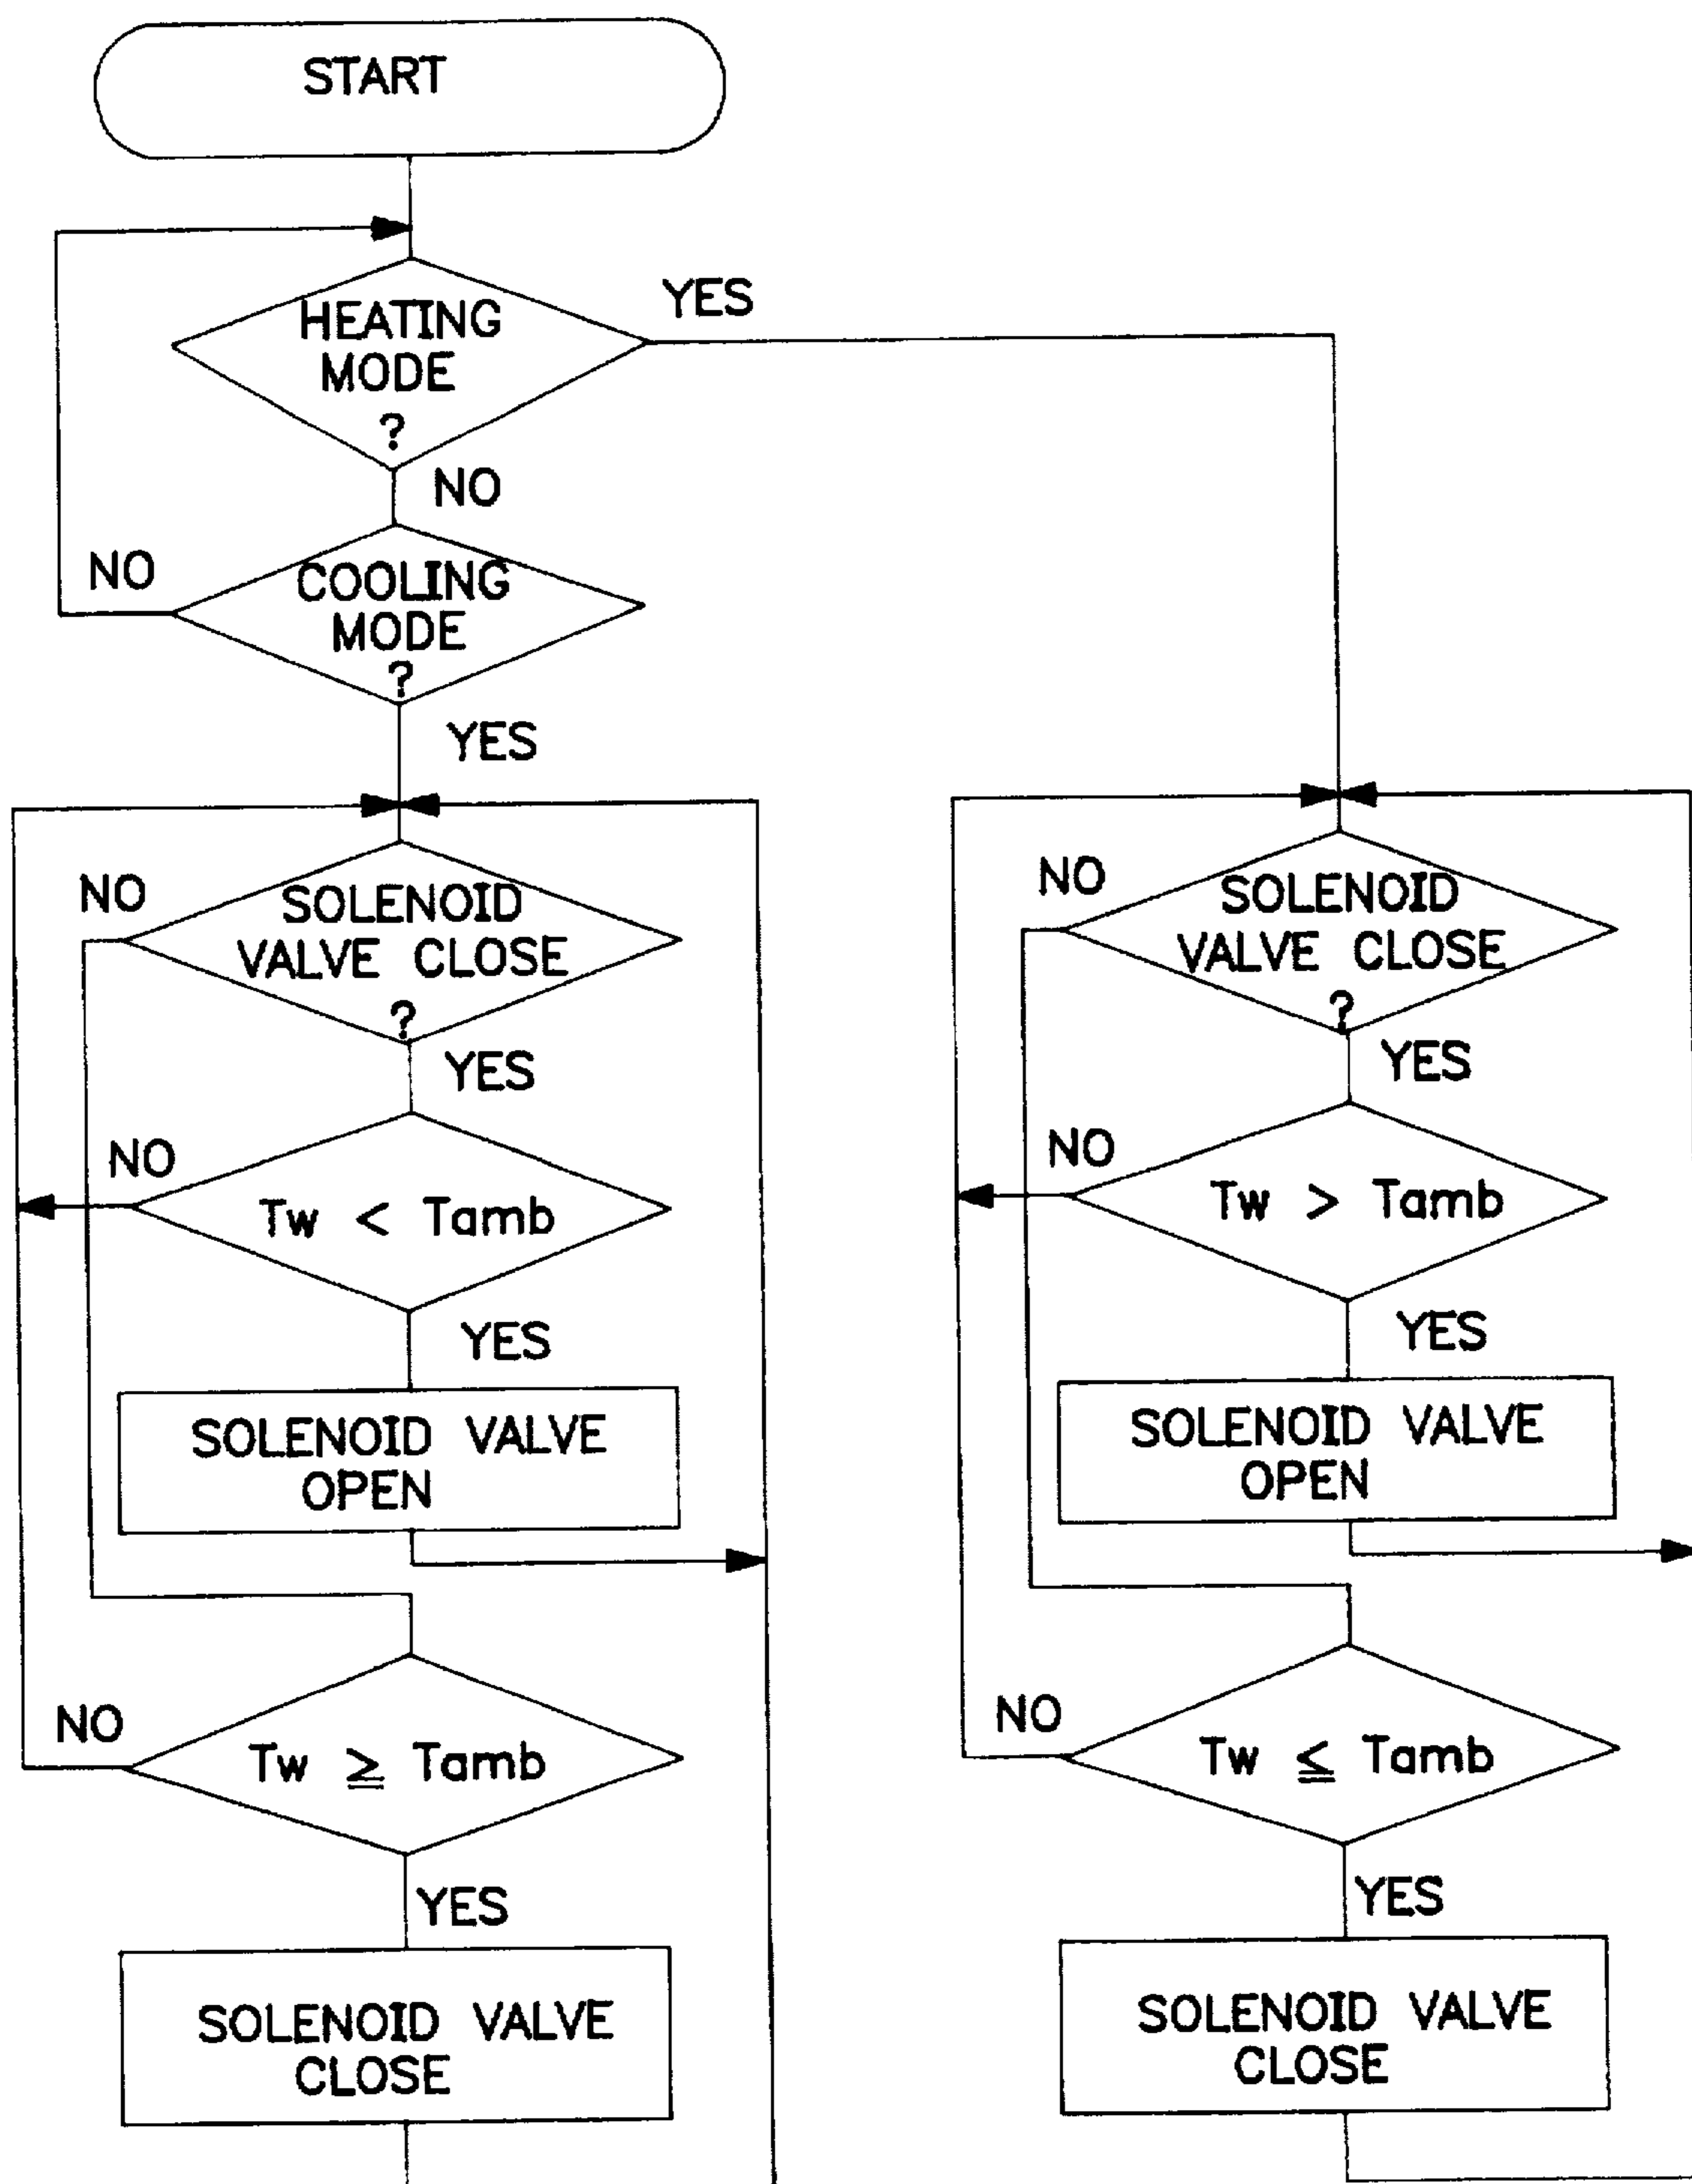 START
HEATING
MODE
?
YES
NO
COOLING
MODE
?
NO
YES
SOLENOID
VALVE CLOSE
?
NO
YES
Tw < Tamb
NO
YES
SOLENOID VALVE
OPEN
Tw ≧ Tamb
NO
YES
SOLENOID VALVE
CLOSE
SOLENOID
VALVE CLOSE
?
NO
YES
Tw > Tamb
NO
YES
SOLENOID VALVE
OPEN
Tw ≦ Tamb
NO
YES
SOLENOID VALVE
CLOSE